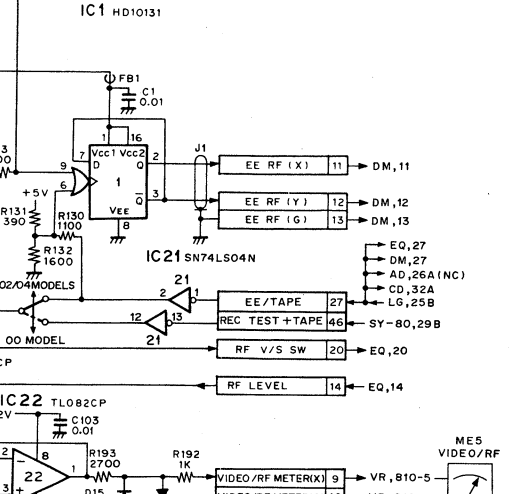 IC1 HD10131
FB1
C1
0.01
1
16
7
Vcc1 Vcc2
D
Q
2
J1
EE RF (X) 11 DM,11
9
1
6
Q
3
EE RF (Y) 12 DM,12
+5V
VEE
EE RF (G) 13 DM,13
R131
390
R130
1100
8
R132
1600
IC21 SN74LS04N
EQ,27
DM,27
AD,26A(NC)
CD,32A
02/04MODELS
21
2
1
EE/TAPE 27 LG,25B
12
13
REC TEST+TAPE 46 SY-80,29B
00 MODEL
21
RF V/S SW 20 EQ,20
CP
RF LEVEL 14 EQ,14
IC22 TL082CP
2V
C103
0.01
8
R193
2700
R192
1K
ME5
VIDEO/RF
2
22
1
3
VIDEO/RF METER(X) 9 VR,810-5
D15